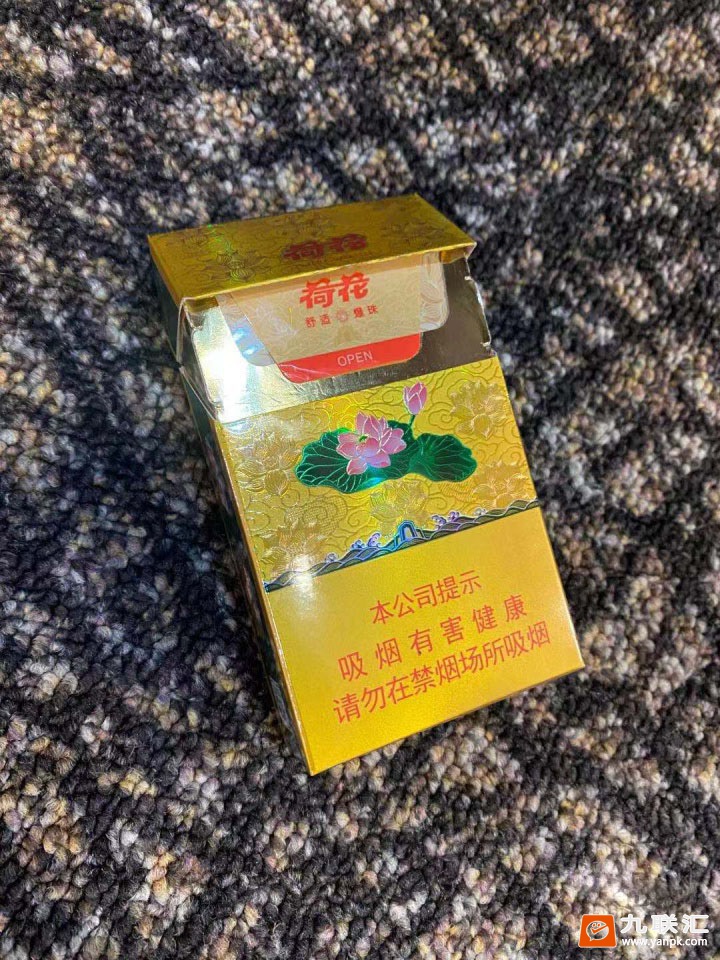 荷花
荷花
舒适 爆珠
OPEN
本公司提示
吸烟有害健康
请勿在禁烟场所吸烟
九联汇
www.yanpk.com